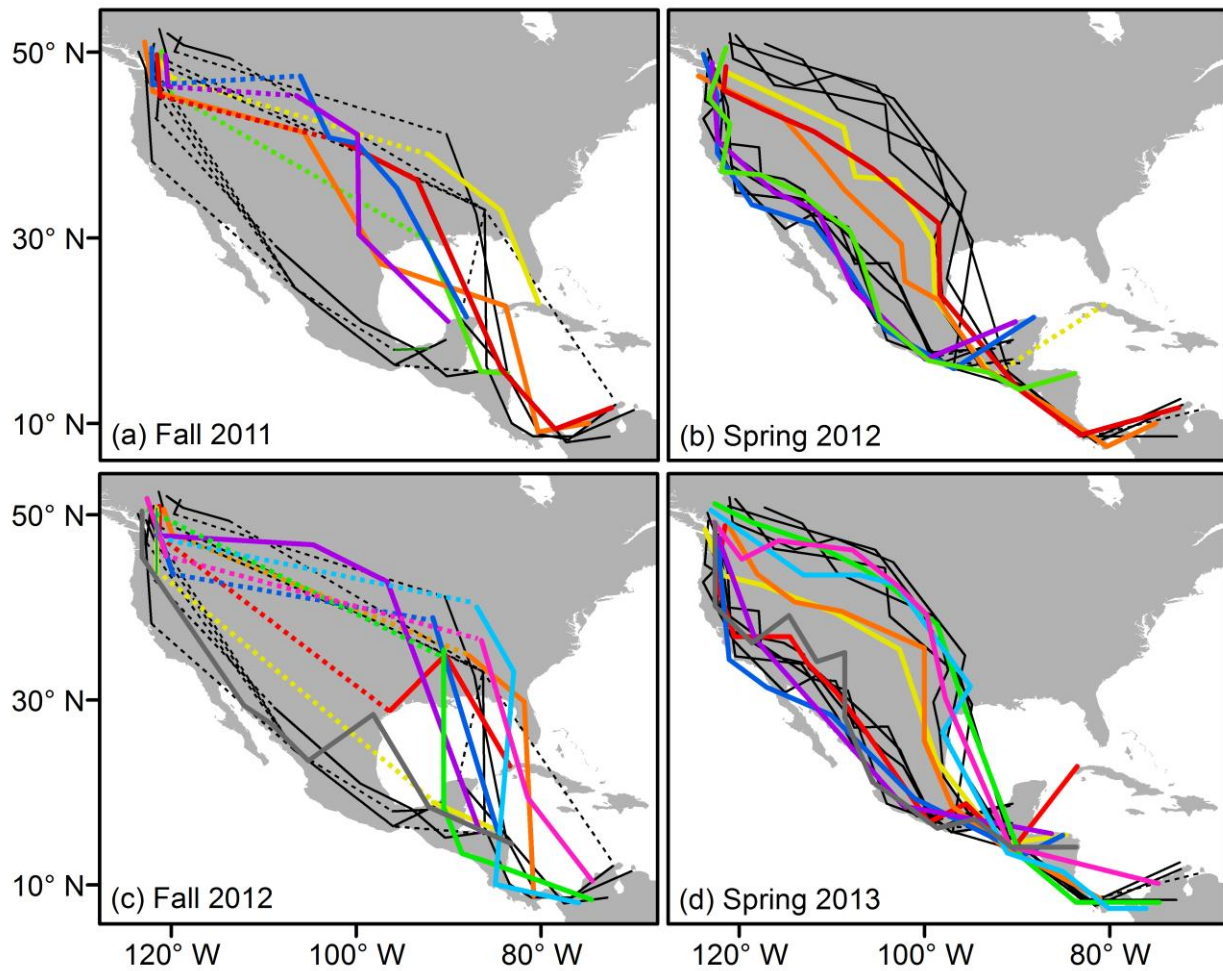 50° N
30° N
10° N
(a) Fall 2011
(b) Spring 2012
50° N
30° N
10° N
(c) Fall 2012
(d) Spring 2013
120° W
100° W
80° W
120° W
100° W
80° W